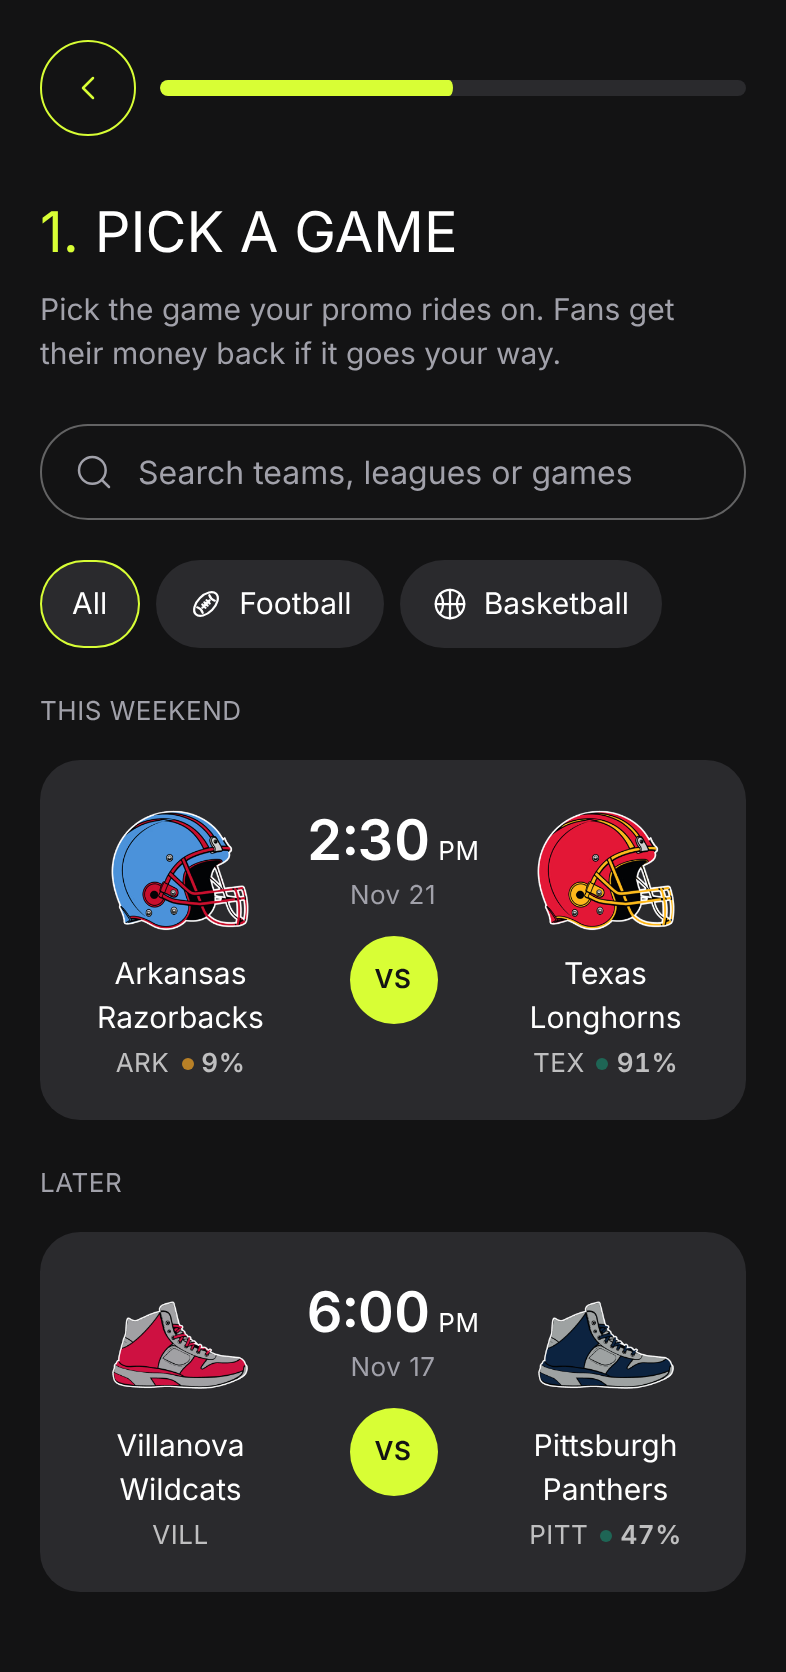 1. PICK A GAME
Pick the game your promo rides on. Fans get
their money back if it goes your way.
Search teams, leagues or games
All
Football
Basketball
THIS WEEKEND
2:30 PM
Nov 21
VS
Arkansas
Razorbacks
ARK 9%
Texas
Longhorns
TEX 91%
LATER
6:00 PM
Nov 17
VS
Villanova
Wildcats
VILL
Pittsburgh
Panthers
PITT 47%